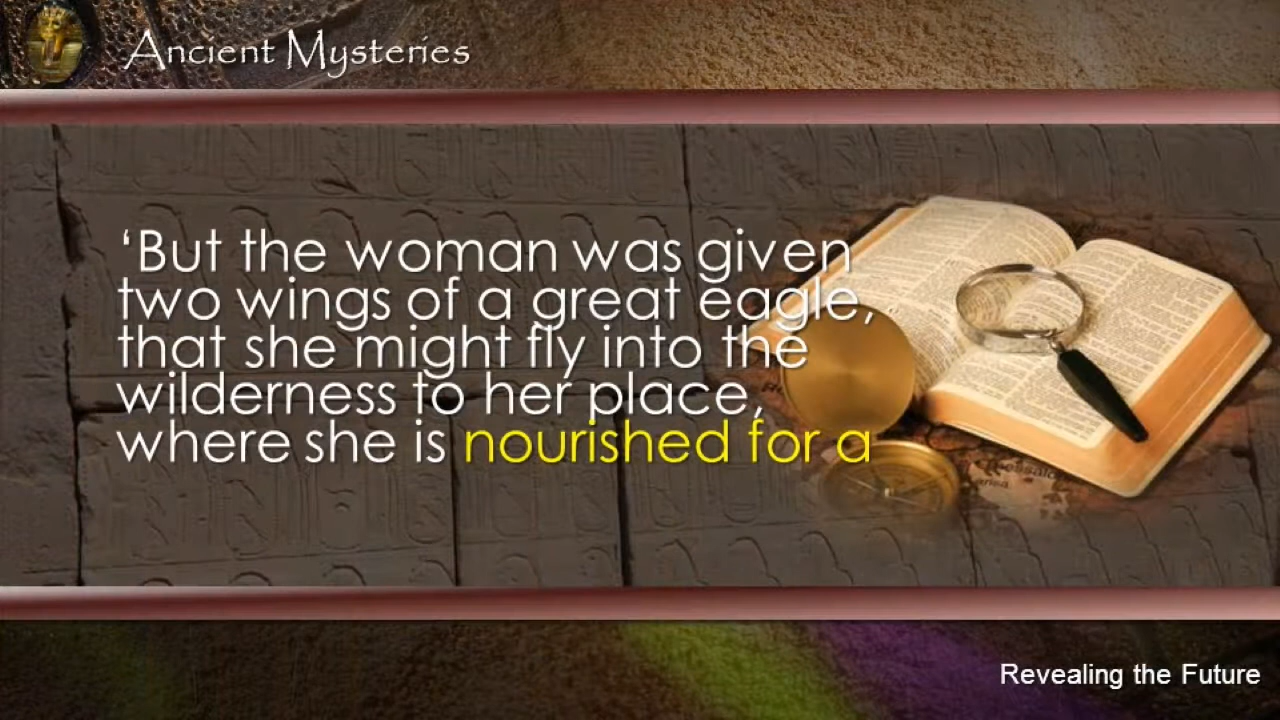 Ancient Mysteries
‘But the woman was given
two wings of a great eagle,
that she might fly into the
wilderness to her place,
where she is nourished for a
Revealing the Future